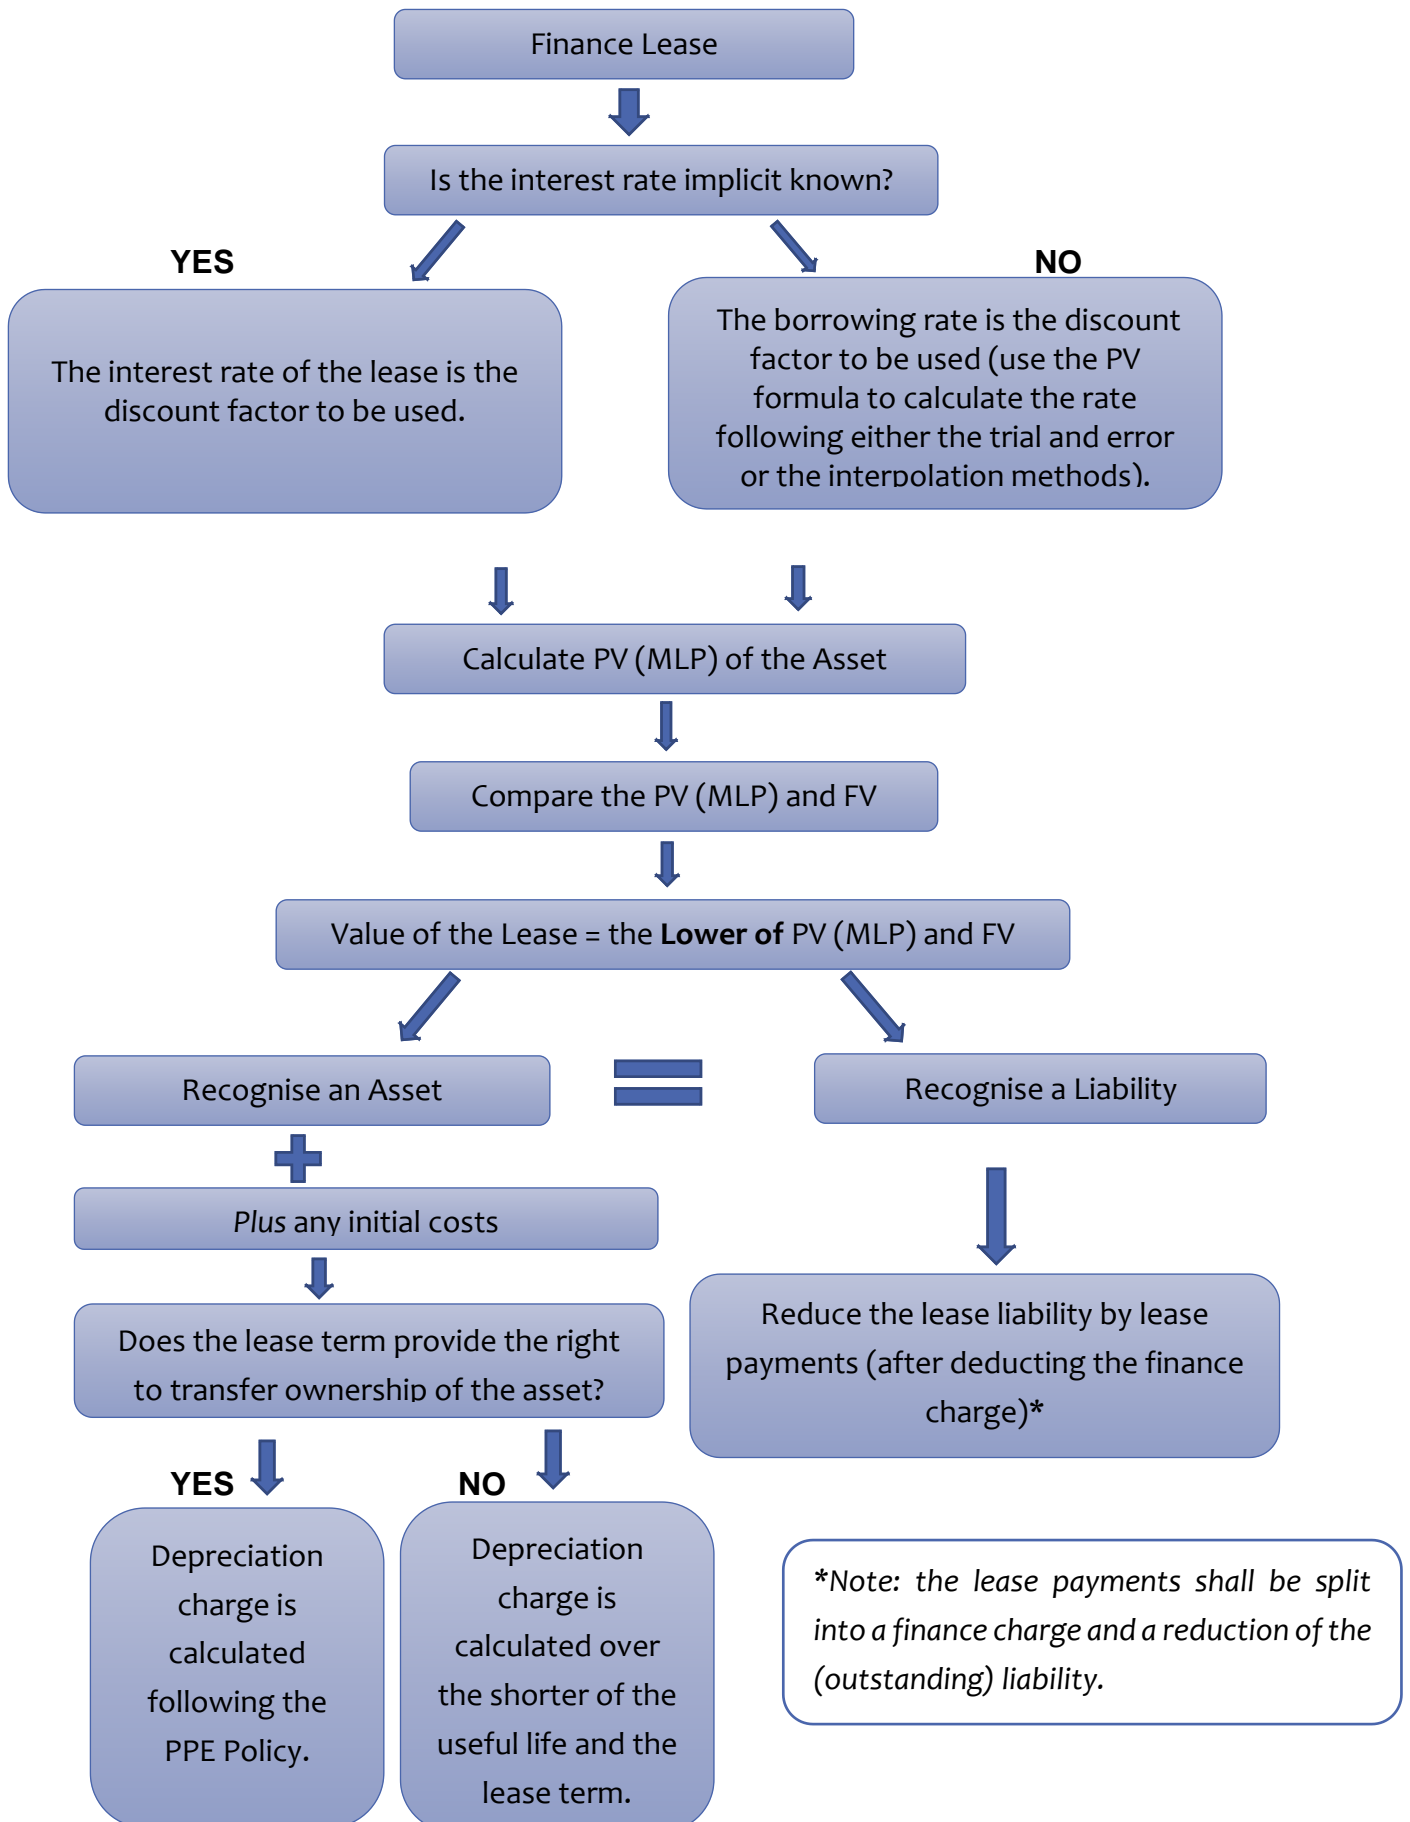 Finance Lease
Is the interest rate implicit known?
YES
NO
The interest rate of the lease is the
discount factor to be used.
The borrowing rate is the discount
factor to be used (use the PV
formula to calculate the rate
following either the trial and error
or the interpolation methods).
Calculate PV (MLP) of the Asset
Compare the PV (MLP) and FV
Value of the Lease = the Lower of PV (MLP) and FV
Recognise an Asset
Recognise a Liability
Plus any initial costs
Does the lease term provide the right
to transfer ownership of the asset?
Reduce the lease liability by lease
payments (after deducting the finance
charge)*
YES
NO
Depreciation
charge is
calculated
following the
PPE Policy.
Depreciation
charge is
calculated over
the shorter of the
useful life and the
lease term.
*Note: the lease payments shall be split
into a finance charge and a reduction of the
(outstanding) liability.